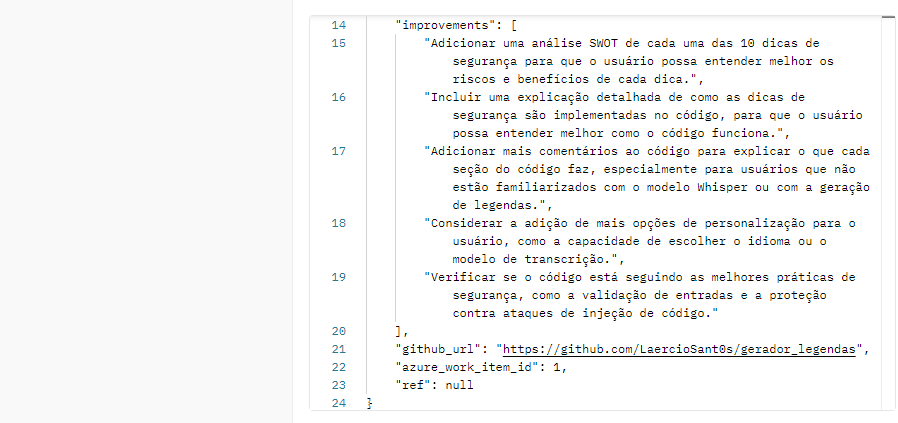 14 "improvements": [
15 "Adicionar uma análise SWOT de cada uma das 10 dicas de
segurança para que o usuário possa entender melhor os
riscos e benefícios de cada dica.",
16 "Incluir uma explicação detalhada de como as dicas de
segurança são implementadas no código, para que o usuário
possa entender melhor como o código funciona.",
17 "Adicionar mais comentários ao código para explicar o que cada
seção do código faz, especialmente para usuários que não
estão familiarizados com o modelo Whisper ou com a geração
de legendas.",
18 "Considerar a adição de mais opções de personalização para o
usuário, como a capacidade de escolher o idioma ou o
modelo de transcrição.",
19 "Verificar se o código está seguindo as melhores práticas de
segurança, como a validação de entradas e a proteção
contra ataques de injeção de código."
20 ],
21 "github_url": "https://github.com/LaercioSant0s/gerador_legendas",
22 "azure_work_item_id": 1,
23 "ref": null
24 }